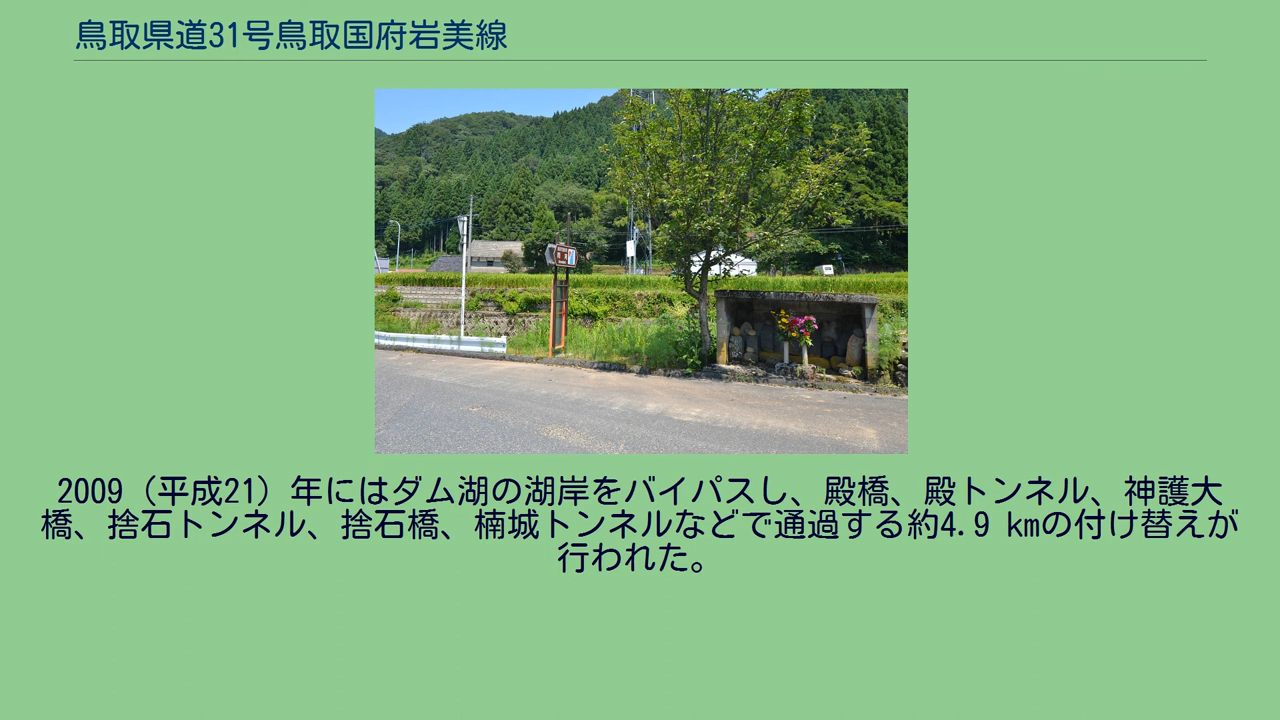 鳥取県道31号鳥取国府岩美線
2009（平成21）年にはダム湖の湖岸をバイパスし、殿橋、殿トンネル、神護大
橋、捨石トンネル、捨石橋、楠城トンネルなどで通過する約4.9 kmの付け替えが
行われた。